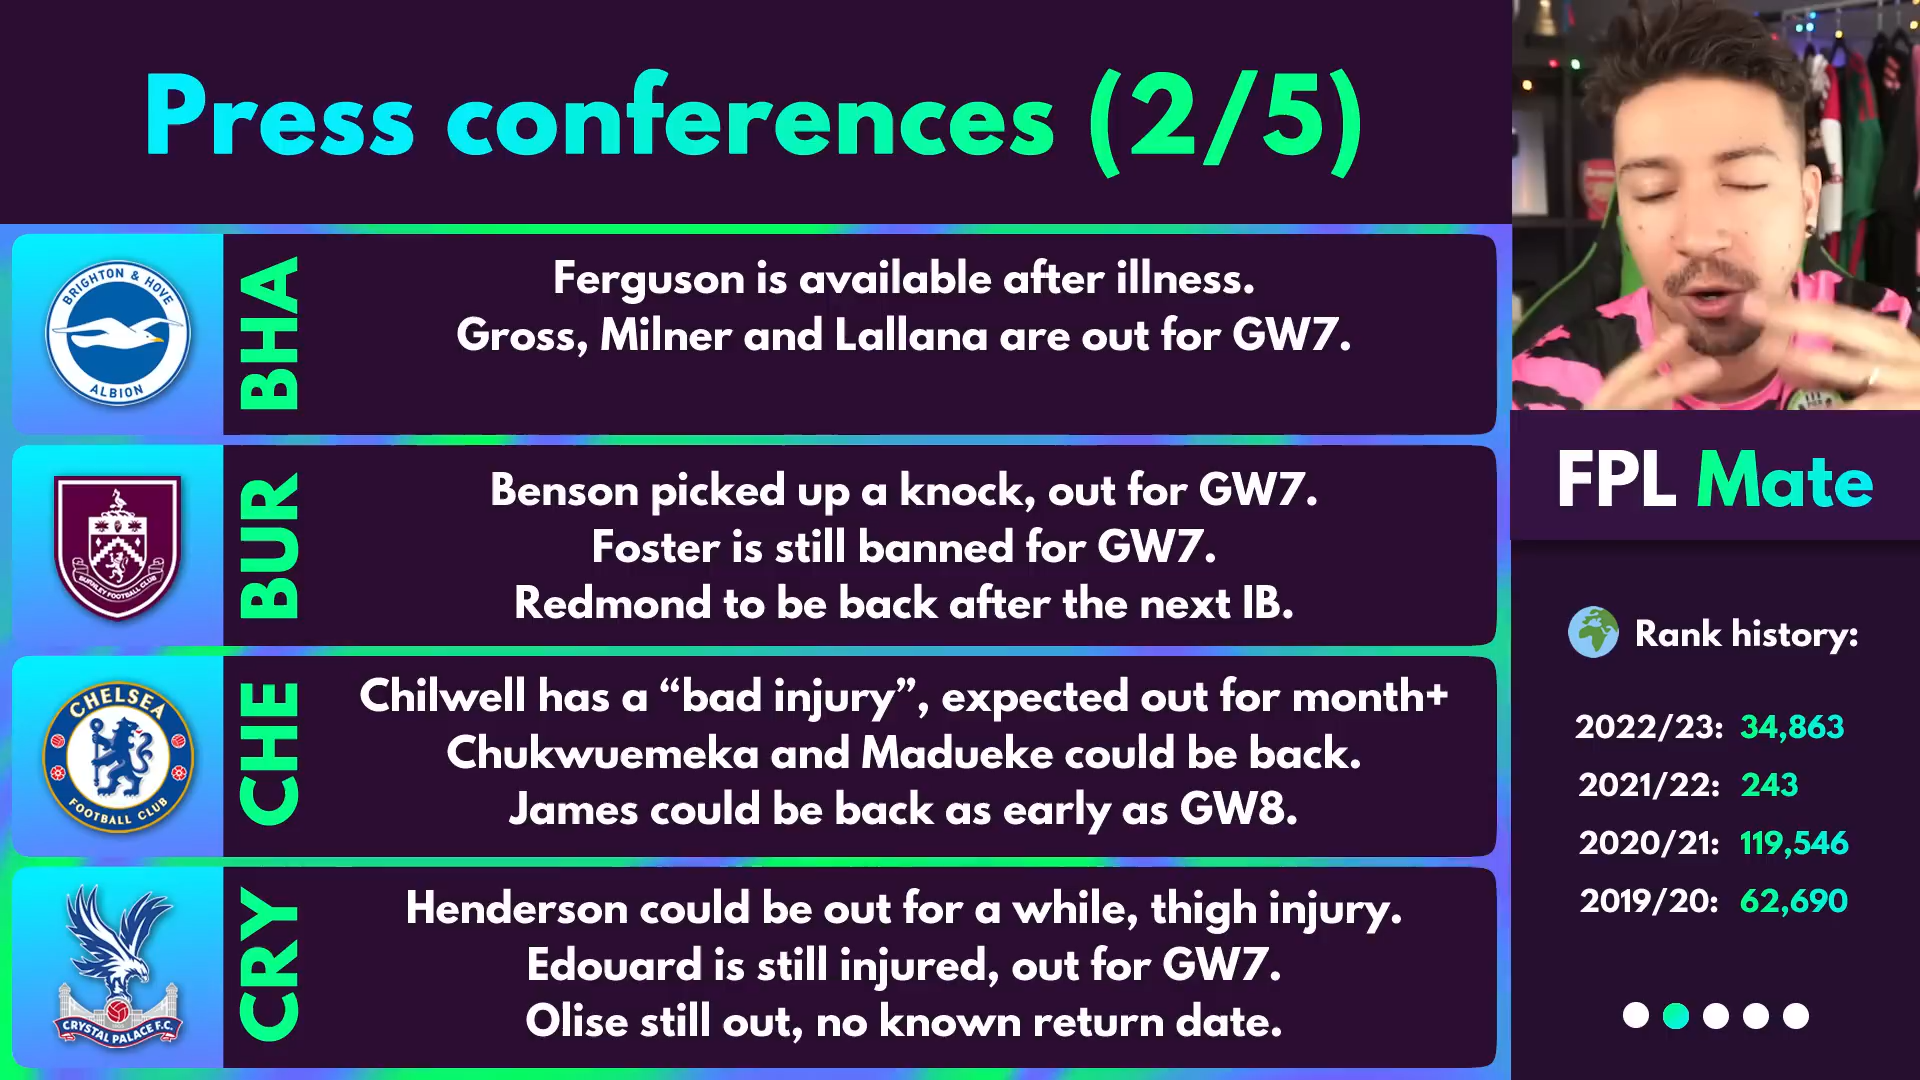 Press conferences (2/5)
BRIGHTON & HOVE
ALBION
BHA
Ferguson is available after illness.
Gross, Milner and Lallana are out for GW7.
BURNLEY FOOTBALL CLUB
BUR
Benson picked up a knock, out for GW7.
Foster is still banned for GW7.
Redmond to be back after the next IB.
CHELSEA
FOOTBALL CLUB
CHE
Chilwell has a “bad injury”, expected out for month+
Chukwuemeka and Madueke could be back.
James could be back as early as GW8.
CRYSTAL PALACE F.C.
CRY
Henderson could be out for a while, thigh injury.
Edouard is still injured, out for GW7.
Olise still out, no known return date.
FPL Mate
Rank history:
2022/23: 34,863
2021/22: 243
2020/21: 119,546
2019/20: 62,690